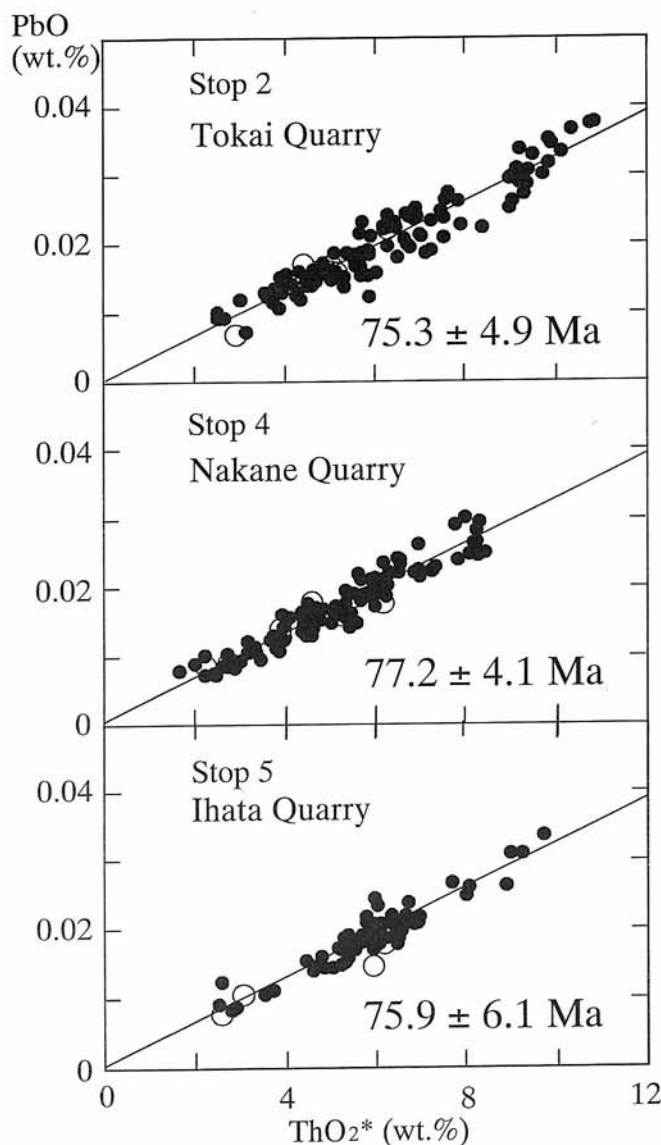 PbO
(wt.%)
0.04
0.02
0
Stop 2
Tokai Quarry
75.3 ± 4.9 Ma
0.04
0.02
0
Stop 4
Nakane Quarry
77.2 ± 4.1 Ma
0.04
0.02
0
Stop 5
Ihata Quarry
75.9 ± 6.1 Ma
0 4 8 12
ThO2* (wt.%)